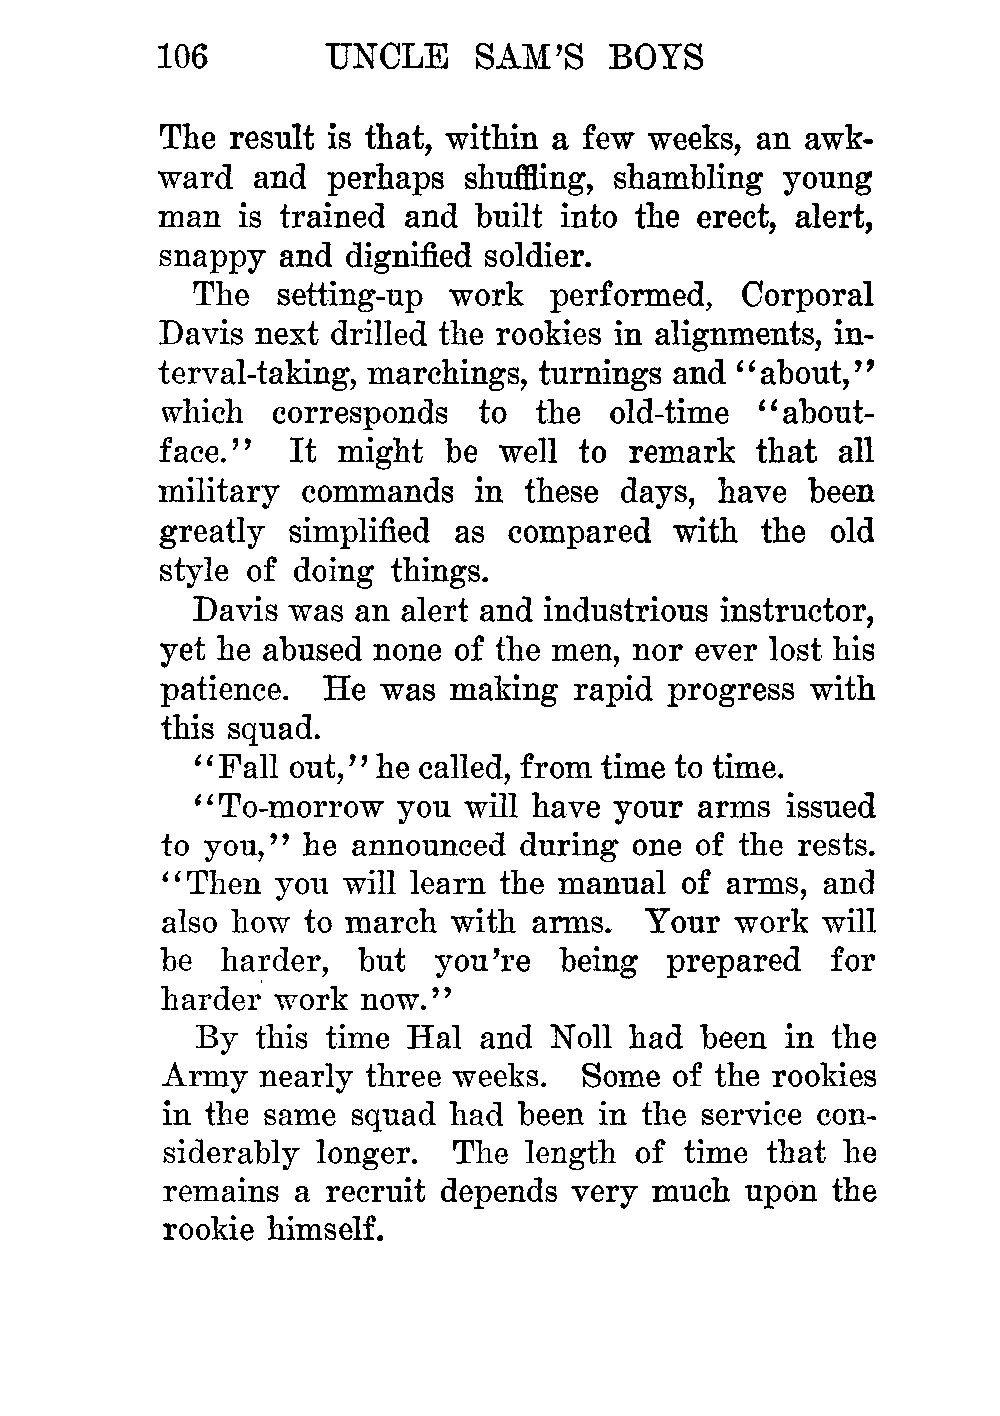 106 UNCLE SAM'S BOYS
The result is that, within a few weeks, an awk-
ward and perhaps shuffling, shambling young
man is trained and built into the erect, alert,
snappy and dignified soldier.
The setting-up work performed, Corporal
Davis next drilled the rookies in alignments, in-
terval-taking, marchings, turnings and "about,"
which corresponds to the old-time "about-
face." It might be well to remark that all
military commands in these days, have been
greatly simplified as compared with the old
style of doing things.
Davis was an alert and industrious instructor,
yet he abused none of the men, nor ever lost his
patience. He was making rapid progress with
this squad.
"Fall out," he called, from time to time.
"To-morrow you will have your arms issued
to you," he announced during one of the rests.
"Then you will learn the manual of arms, and
also how to march with arms. Your work will
be harder, but you're being prepared for
harder work now."
By this time Hal and Noll had been in the
Army nearly three weeks. Some of the rookies
in the same squad had been in the service con-
siderably longer. The length of time that he
remains a recruit depends very much upon the
rookie himself.